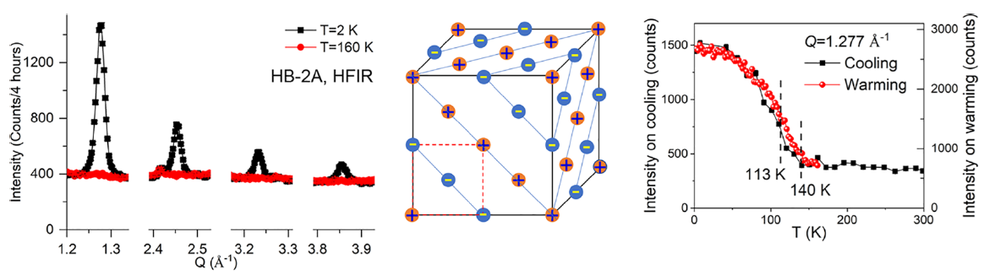 Intensity (Counts/4 hours)
1200
800
400
0
T=2 K
T=160 K
HB-2A, HFIR
1.2 1.3 2.4 2.5 3.2 3.3 3.8 3.9
Q (Å-1)
+ − + − + − + − +
Intensity on cooling (counts)
1500
1000
500
0
Q=1.277 Å-1
Cooling
Warming
113 K
140 K
3000
2000
1000
0
0 100 200 300
T (K)
Intensity on warming (counts)